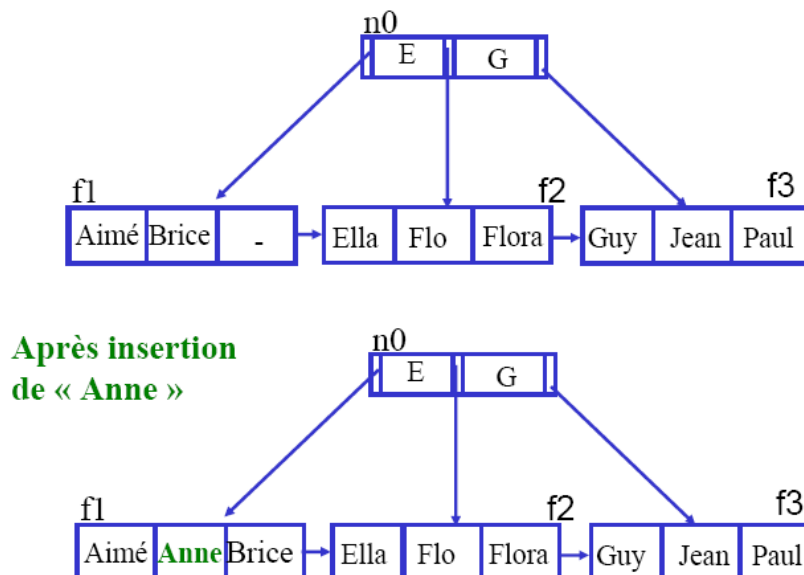 n0
E G
f1 f2 f3
Aimé Brice - Ella Flo Flora Guy Jean Paul
Après insertion
de « Anne »
n0
E G
f1 f2 f3
Aimé Anne Brice Ella Flo Flora Guy Jean Paul